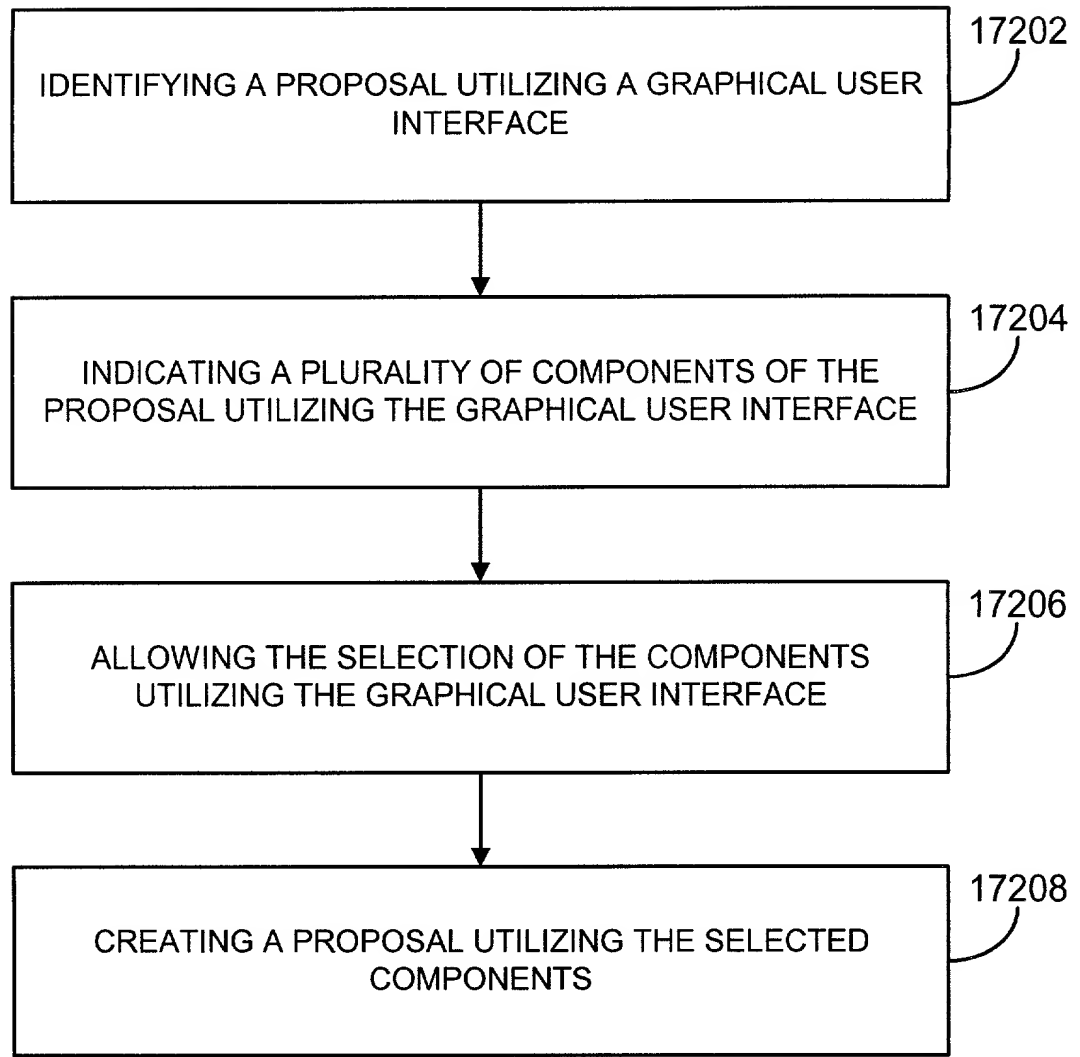 17202
IDENTIFYING A PROPOSAL UTILIZING A GRAPHICAL USER
INTERFACE
17204
INDICATING A PLURALITY OF COMPONENTS OF THE
PROPOSAL UTILIZING THE GRAPHICAL USER INTERFACE
17206
ALLOWING THE SELECTION OF THE COMPONENTS
UTILIZING THE GRAPHICAL USER INTERFACE
17208
CREATING A PROPOSAL UTILIZING THE SELECTED
COMPONENTS